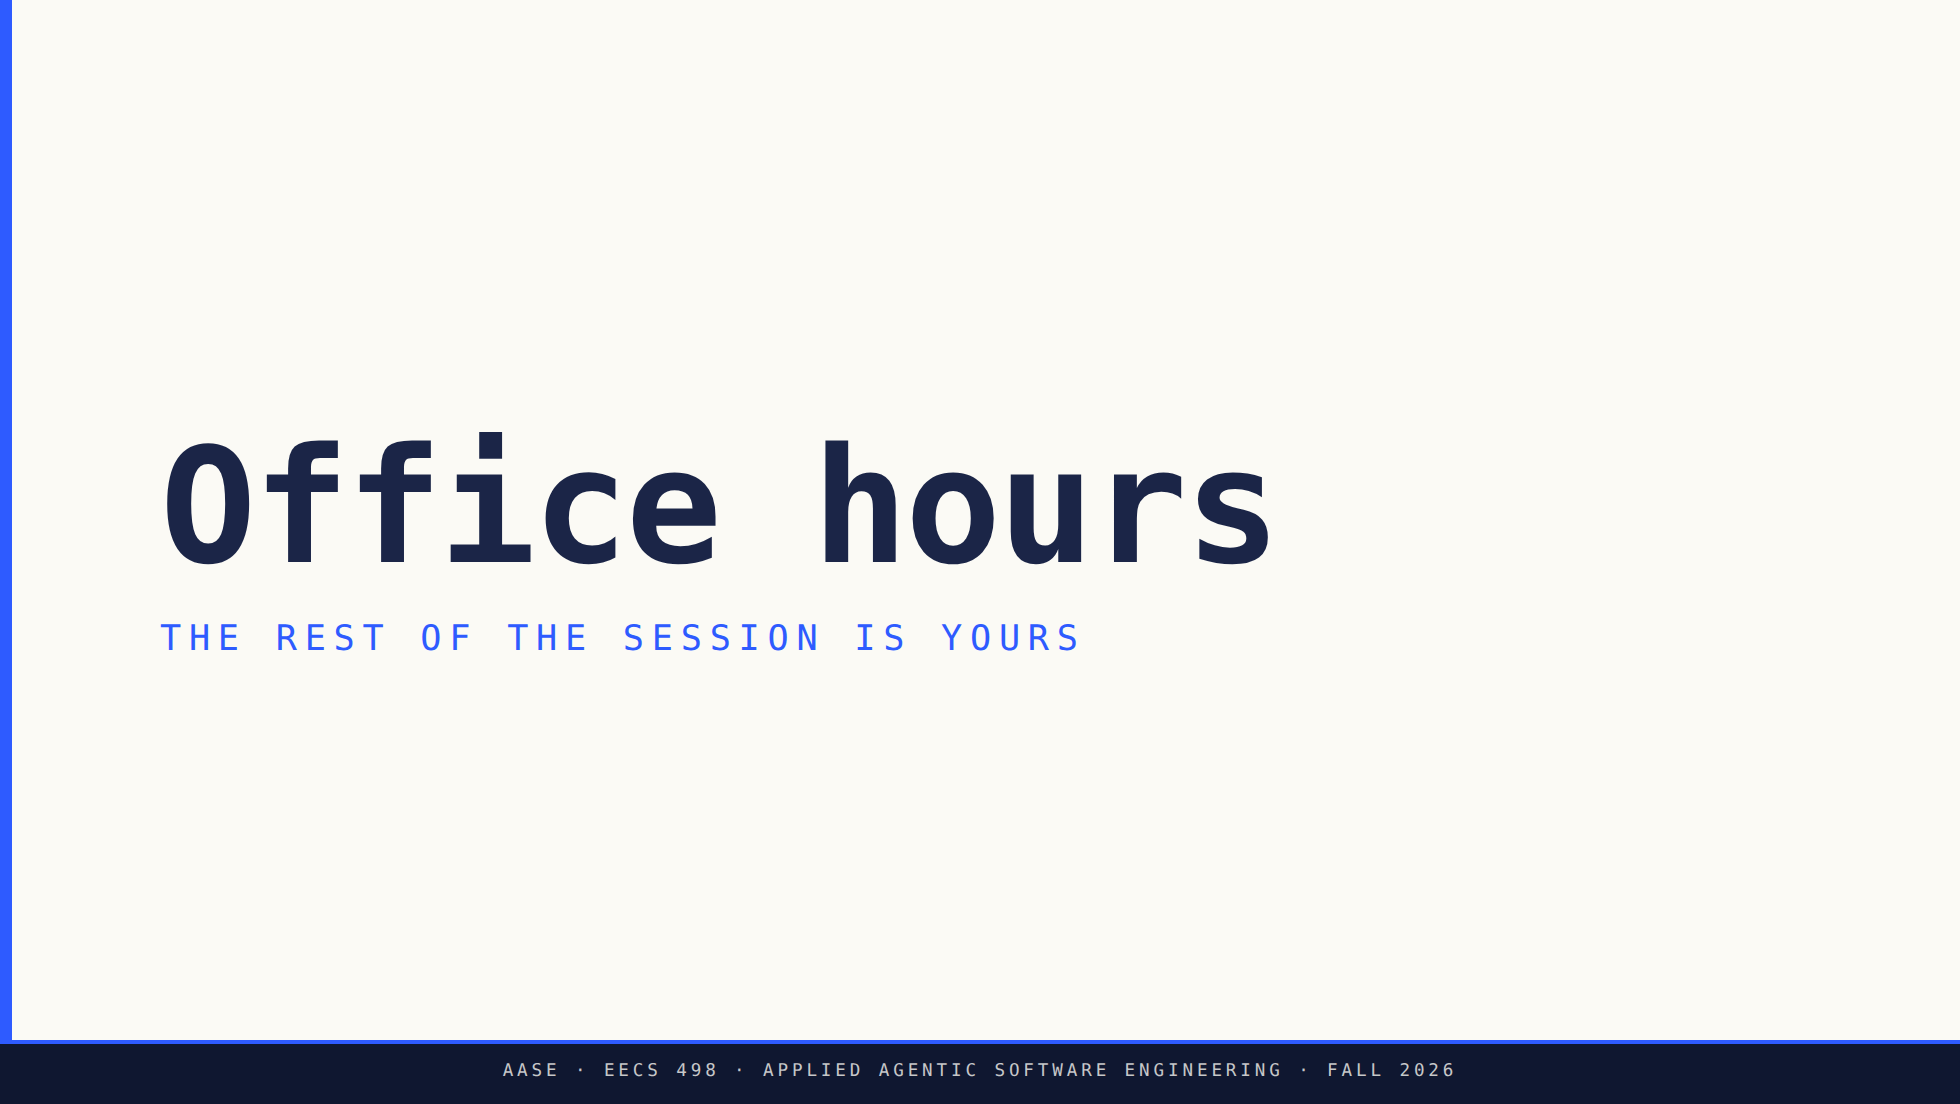 Office hours
THE REST OF THE SESSION IS YOURS
AASE · EECS 498 · APPLIED AGENTIC SOFTWARE ENGINEERING · FALL 2026